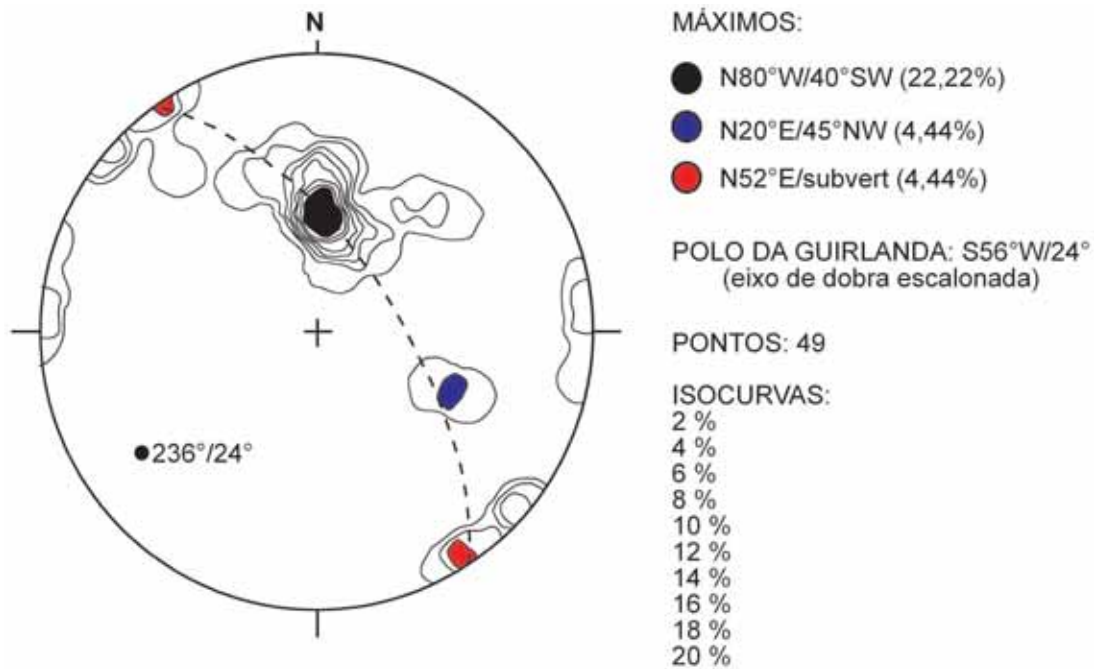 N
236°/24°
MÁXIMOS:
N80°W/40°SW (22,22%)
N20°E/45°NW (4,44%)
N52°E/subvert (4,44%)
POLO DA GUIRLANDA: S56°W/24°
(eixo de dobra escalonada)
PONTOS: 49
ISOCURVAS:
2 %
4 %
6 %
8 %
10 %
12 %
14 %
16 %
18 %
20 %